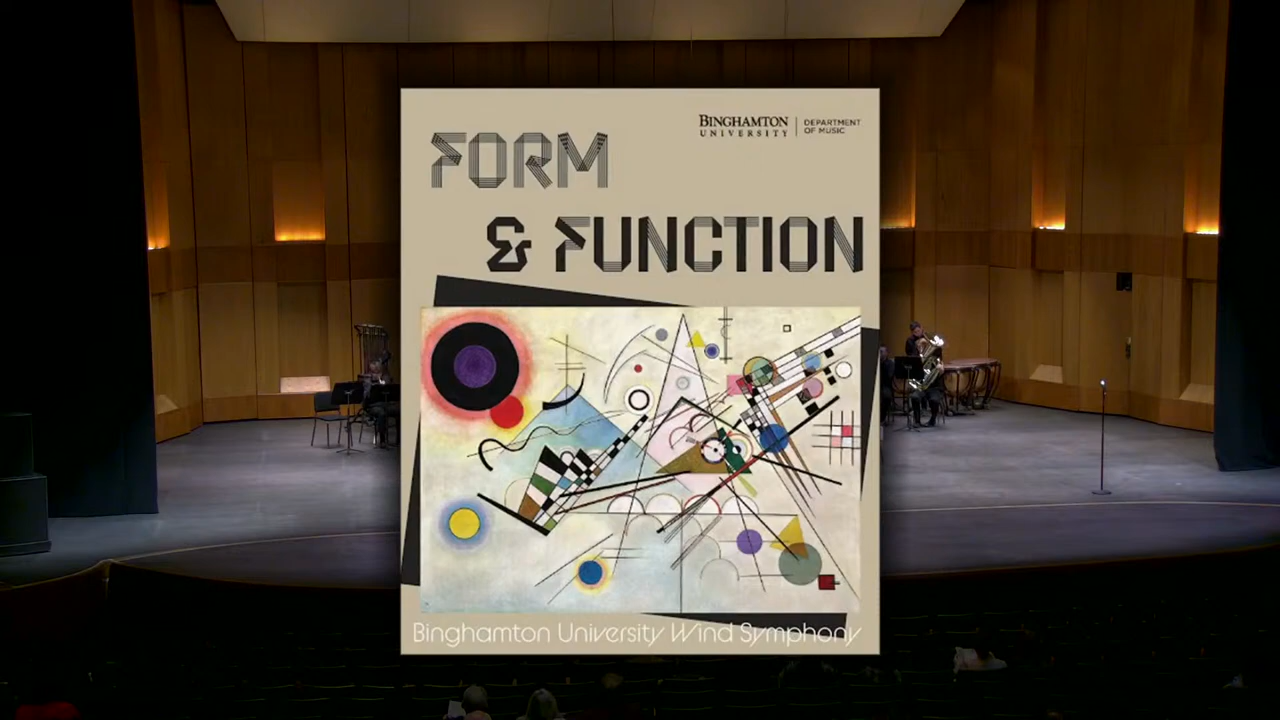 BINGHAMTON
UNIVERSITY
DEPARTMENT
OF MUSIC
FORM
& FUNCTION
Binghamton University Wind Symphony